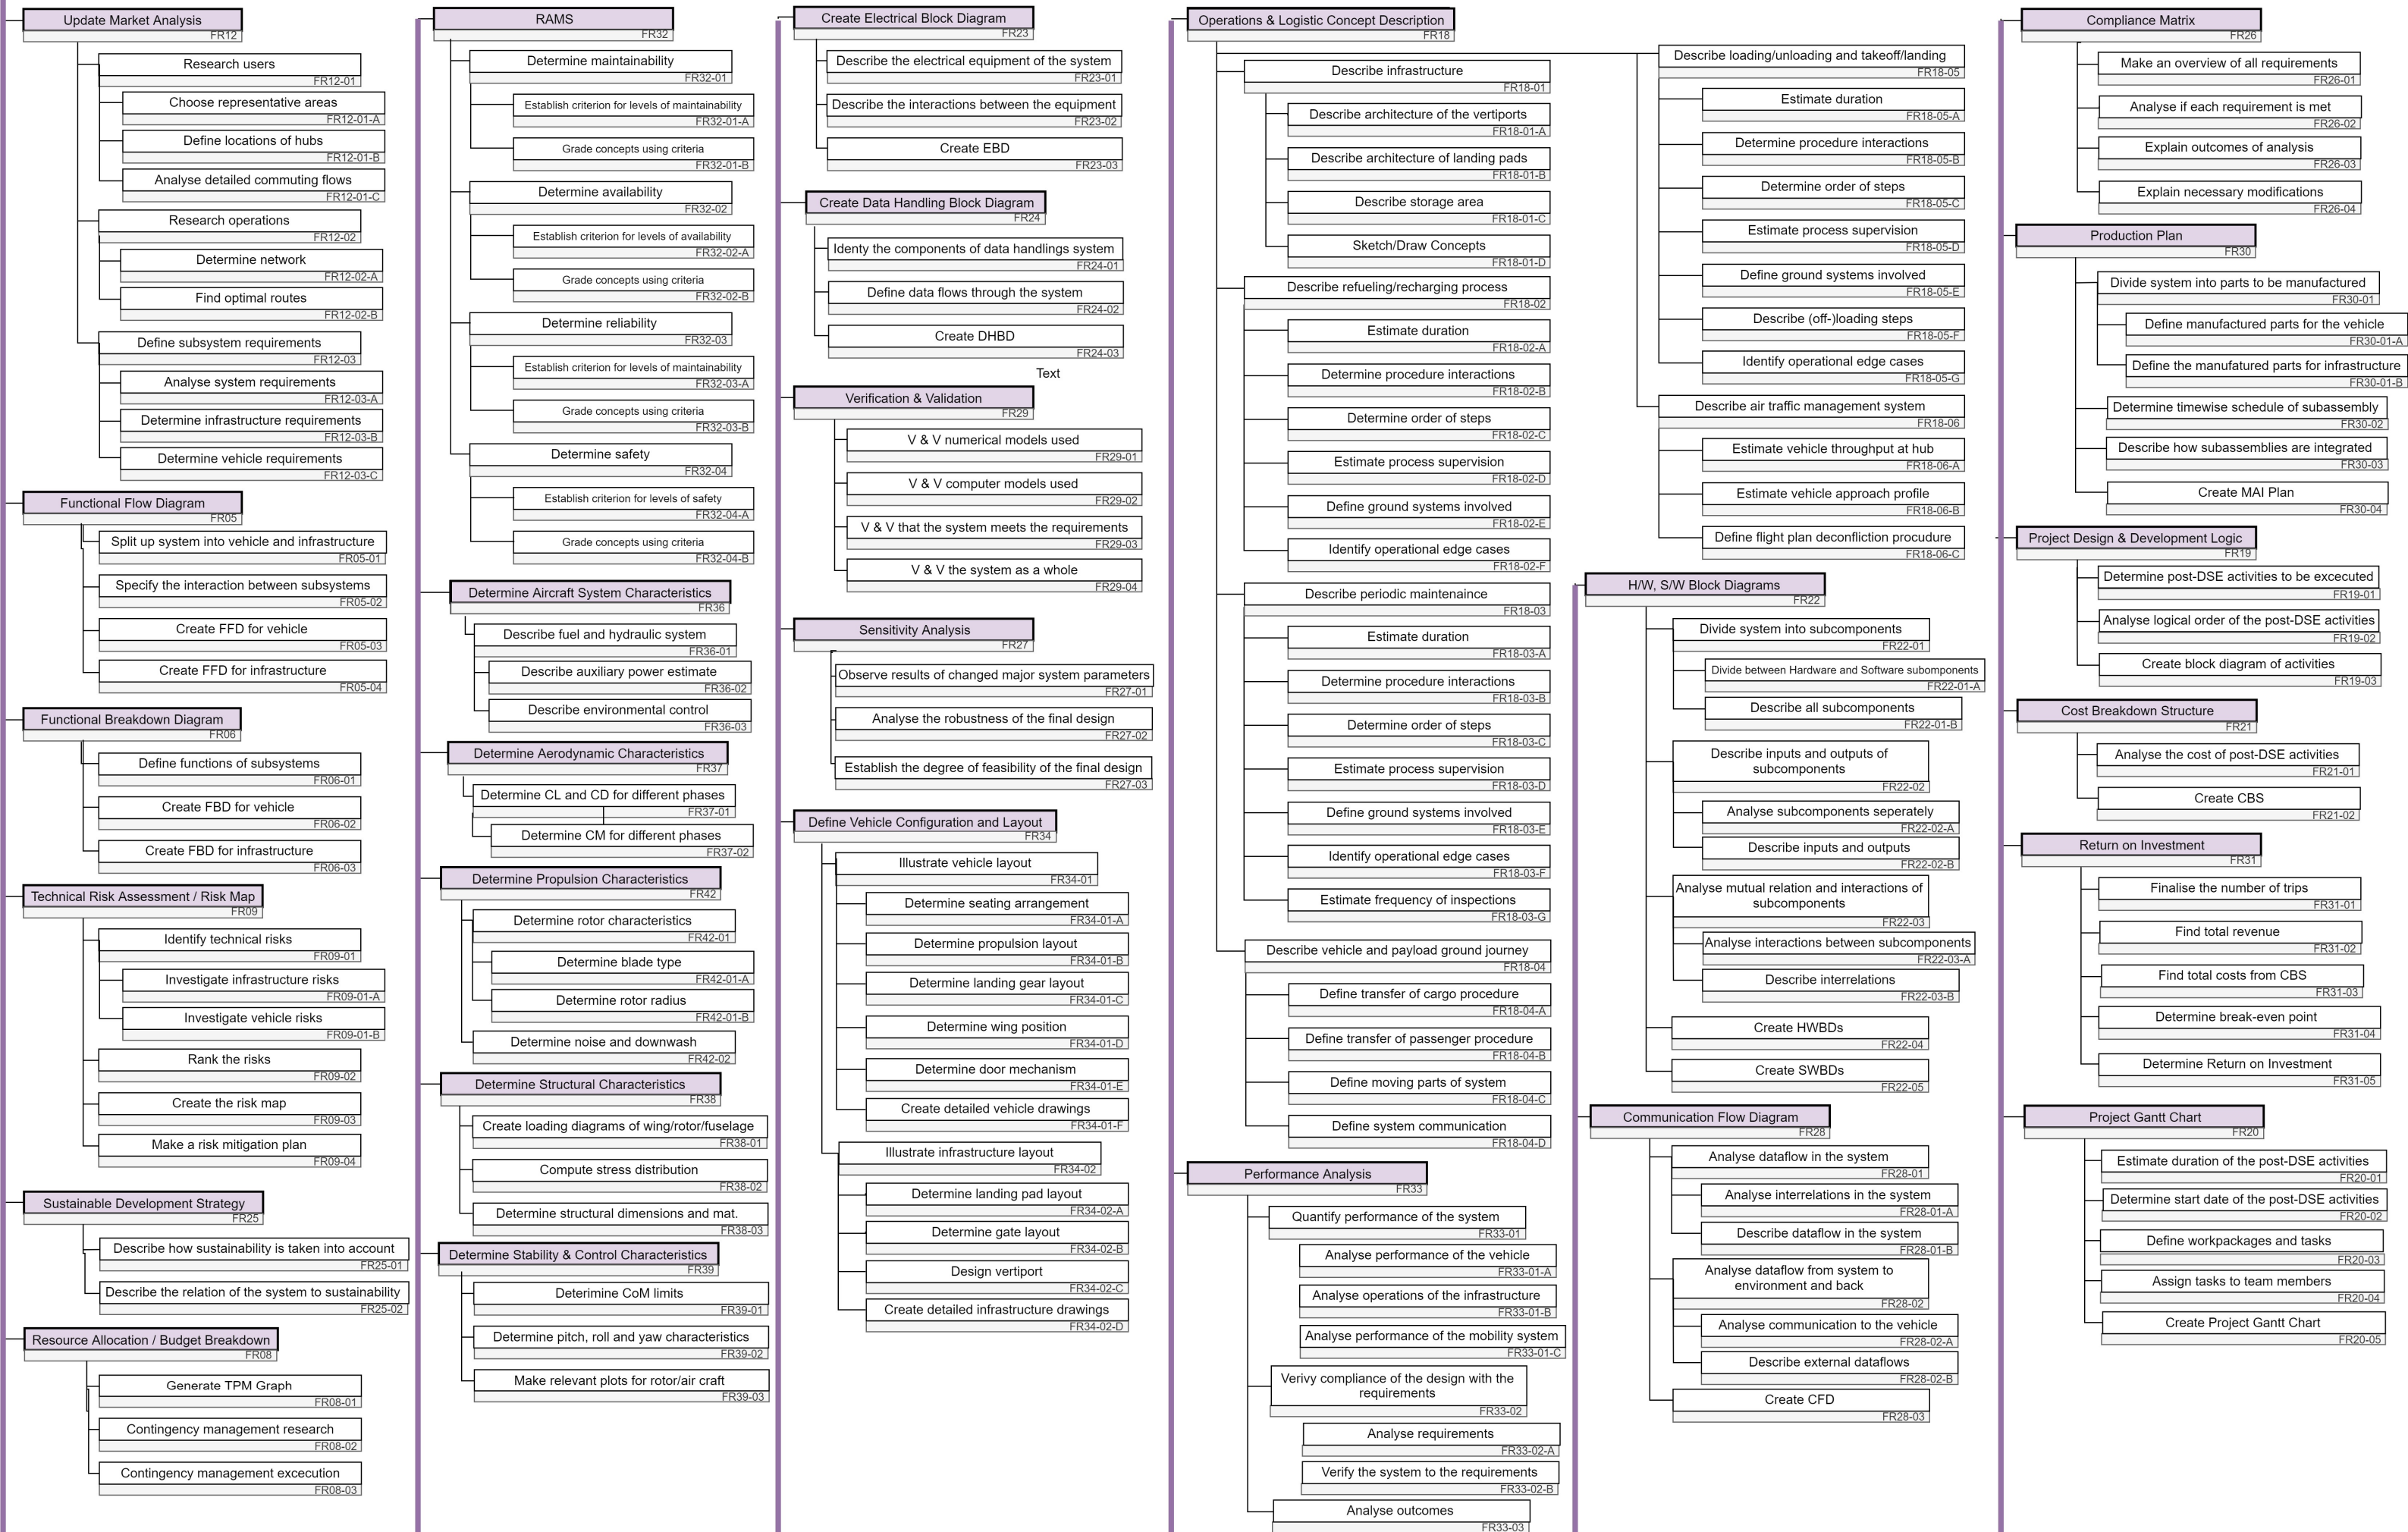 Update Market Analysis
FR12
Research users
FR12-01
Choose representative areas
FR12-01-A
Define locations of hubs
FR12-01-B
Analyse detailed commuting flows
FR12-01-C
Research operations
FR12-02
Determine network
FR12-02-A
Find optimal routes
FR12-02-B
Define subsystem requirements
FR12-03
Analyse system requirements
FR12-03-A
Determine infrastructure requirements
FR12-03-B
Determine vehicle requirements
FR12-03-C
Functional Flow Diagram
FR05
Split up system into vehicle and infrastructure
FR05-01
Specify the interaction between subsystems
FR05-02
Create FFD for vehicle
FR05-03
Create FFD for infrastructure
FR05-04
Functional Breakdown Diagram
FR06
Define functions of subsystems
FR06-01
Create FBD for vehicle
FR06-02
Create FBD for infrastructure
FR06-03
Technical Risk Assessment / Risk Map
FR09
Identify technical risks
FR09-01
Investigate infrastructure risks
FR09-01-A
Investigate vehicle risks
FR09-01-B
Rank the risks
FR09-02
Create the risk map
FR09-03
Make a risk mitigation plan
FR09-04
Sustainable Development Strategy
FR25
Describe how sustainability is taken into account
FR25-01
Describe the relation of the system to sustainability
FR25-02
Resource Allocation / Budget Breakdown
FR08
Generate TPM Graph
FR08-01
Contingency management research
FR08-02
Contingency management excecution
FR08-03
RAMS
FR32
Determine maintainability
FR32-01
Establish criterion for levels of maintainability
FR32-01-A
Grade concepts using criteria
FR32-01-B
Determine availability
FR32-02
Establish criterion for levels of availability
FR32-02-A
Grade concepts using criteria
FR32-02-B
Determine reliability
FR32-03
Establish criterion for levels of maintainability
FR32-03-A
Grade concepts using criteria
FR32-03-B
Determine safety
FR32-04
Establish criterion for levels of safety
FR32-04-A
Grade concepts using criteria
FR32-04-B
Determine Aircraft System Characteristics
FR36
Describe fuel and hydraulic system
FR36-01
Describe auxiliary power estimate
FR36-02
Describe environmental control
FR36-03
Determine Aerodynamic Characteristics
FR37
Determine CL and CD for different phases
FR37-01
Determine CM for different phases
FR37-02
Determine Propulsion Characteristics
FR42
Determine rotor characteristics
FR42-01
Determine blade type
FR42-01-A
Determine rotor radius
FR42-01-B
Determine noise and downwash
FR42-02
Determine Structural Characteristics
FR38
Create loading diagrams of wing/rotor/fuselage
FR38-01
Compute stress distribution
FR38-02
Determine structural dimensions and mat.
FR38-03
Determine Stability & Control Characteristics
FR39
Deterimine CoM limits
FR39-01
Determine pitch, roll and yaw characteristics
FR39-02
Make relevant plots for rotor/air craft
FR39-03
Create Electrical Block Diagram
FR23
Describe the electrical equipment of the system
FR23-01
Describe the interactions between the equipment
FR23-02
Create EBD
FR23-03
Create Data Handling Block Diagram
FR24
Identy the components of data handlings system
FR24-01
Define data flows through the system
FR24-02
Create DHBD
FR24-03
Text
Verification & Validation
FR29
V & V numerical models used
FR29-01
V & V computer models used
FR29-02
V & V that the system meets the requirements
FR29-03
V & V the system as a whole
FR29-04
Sensitivity Analysis
FR27
Observe results of changed major system parameters
FR27-01
Analyse the robustness of the final design
FR27-02
Establish the degree of feasibility of the final design
FR27-03
Define Vehicle Configuration and Layout
FR34
Illustrate vehicle layout
FR34-01
Determine seating arrangement
FR34-01-A
Determine propulsion layout
FR34-01-B
Determine landing gear layout
FR34-01-C
Determine wing position
FR34-01-D
Determine door mechanism
FR34-01-E
Create detailed vehicle drawings
FR34-01-F
Illustrate infrastructure layout
FR34-02
Determine landing pad layout
FR34-02-A
Determine gate layout
FR34-02-B
Design vertiport
FR34-02-C
Create detailed infrastructure drawings
FR34-02-D
Operations & Logistic Concept Description
FR18
Describe infrastructure
FR18-01
Describe architecture of the vertiports
FR18-01-A
Describe architecture of landing pads
FR18-01-B
Describe storage area
FR18-01-C
Sketch/Draw Concepts
FR18-01-D
Describe refueling/recharging process
FR18-02
Estimate duration
FR18-02-A
Determine procedure interactions
FR18-02-B
Determine order of steps
FR18-02-C
Estimate process supervision
FR18-02-D
Define ground systems involved
FR18-02-E
Identify operational edge cases
FR18-02-F
Describe periodic maintenaince
FR18-03
Estimate duration
FR18-03-A
Determine procedure interactions
FR18-03-B
Determine order of steps
FR18-03-C
Estimate process supervision
FR18-03-D
Define ground systems involved
FR18-03-E
Identify operational edge cases
FR18-03-F
Estimate frequency of inspections
FR18-03-G
Describe vehicle and payload ground journey
FR18-04
Define transfer of cargo procedure
FR18-04-A
Define transfer of passenger procedure
FR18-04-B
Define moving parts of system
FR18-04-C
Define system communication
FR18-04-D
Performance Analysis
FR33
Quantify performance of the system
FR33-01
Analyse performance of the vehicle
FR33-01-A
Analyse operations of the infrastructure
FR33-01-B
Analyse performance of the mobility system
FR33-01-C
Verivy compliance of the design with the
requirements
FR33-02
Analyse requirements
FR33-02-A
Verify the system to the requirements
FR33-02-B
Analyse outcomes
FR33-03
Describe loading/unloading and takeoff/landing
FR18-05
Estimate duration
FR18-05-A
Determine procedure interactions
FR18-05-B
Determine order of steps
FR18-05-C
Estimate process supervision
FR18-05-D
Define ground systems involved
FR18-05-E
Describe (off-)loading steps
FR18-05-F
Identify operational edge cases
FR18-05-G
Describe air traffic management system
FR18-06
Estimate vehicle throughput at hub
FR18-06-A
Estimate vehicle approach profile
FR18-06-B
Define flight plan deconfliction procudure
FR18-06-C
H/W, S/W Block Diagrams
FR22
Divide system into subcomponents
FR22-01
Divide between Hardware and Software subomponents
FR22-01-A
Describe all subcomponents
FR22-01-B
Describe inputs and outputs of
subcomponents
FR22-02
Analyse subcomponents seperately
FR22-02-A
Describe inputs and outputs
FR22-02-B
Analyse mutual relation and interactions of
subcomponents
FR22-03
Analyse interactions between subcomponents
FR22-03-A
Describe interrelations
FR22-03-B
Create HWBDs
FR22-04
Create SWBDs
FR22-05
Communication Flow Diagram
FR28
Analyse dataflow in the system
FR28-01
Analyse interrelations in the system
FR28-01-A
Describe dataflow in the system
FR28-01-B
Analyse dataflow from system to
environment and back
FR28-02
Analyse communication to the vehicle
FR28-02-A
Describe external dataflows
FR28-02-B
Create CFD
FR28-03
Compliance Matrix
FR26
Make an overview of all requirements
FR26-01
Analyse if each requirement is met
FR26-02
Explain outcomes of analysis
FR26-03
Explain necessary modifications
FR26-04
Production Plan
FR30
Divide system into parts to be manufactured
FR30-01
Define manufactured parts for the vehicle
FR30-01-A
Define the manufatured parts for infrastructure
FR30-01-B
Determine timewise schedule of subassembly
FR30-02
Describe how subassemblies are integrated
FR30-03
Create MAI Plan
FR30-04
Project Design & Development Logic
FR19
Determine post-DSE activities to be excecuted
FR19-01
Analyse logical order of the post-DSE activities
FR19-02
Create block diagram of activities
FR19-03
Cost Breakdown Structure
FR21
Analyse the cost of post-DSE activities
FR21-01
Create CBS
FR21-02
Return on Investment
FR31
Finalise the number of trips
FR31-01
Find total revenue
FR31-02
Find total costs from CBS
FR31-03
Determine break-even point
FR31-04
Determine Return on Investment
FR31-05
Project Gantt Chart
FR20
Estimate duration of the post-DSE activities
FR20-01
Determine start date of the post-DSE activities
FR20-02
Define workpackages and tasks
FR20-03
Assign tasks to team members
FR20-04
Create Project Gantt Chart
FR20-05